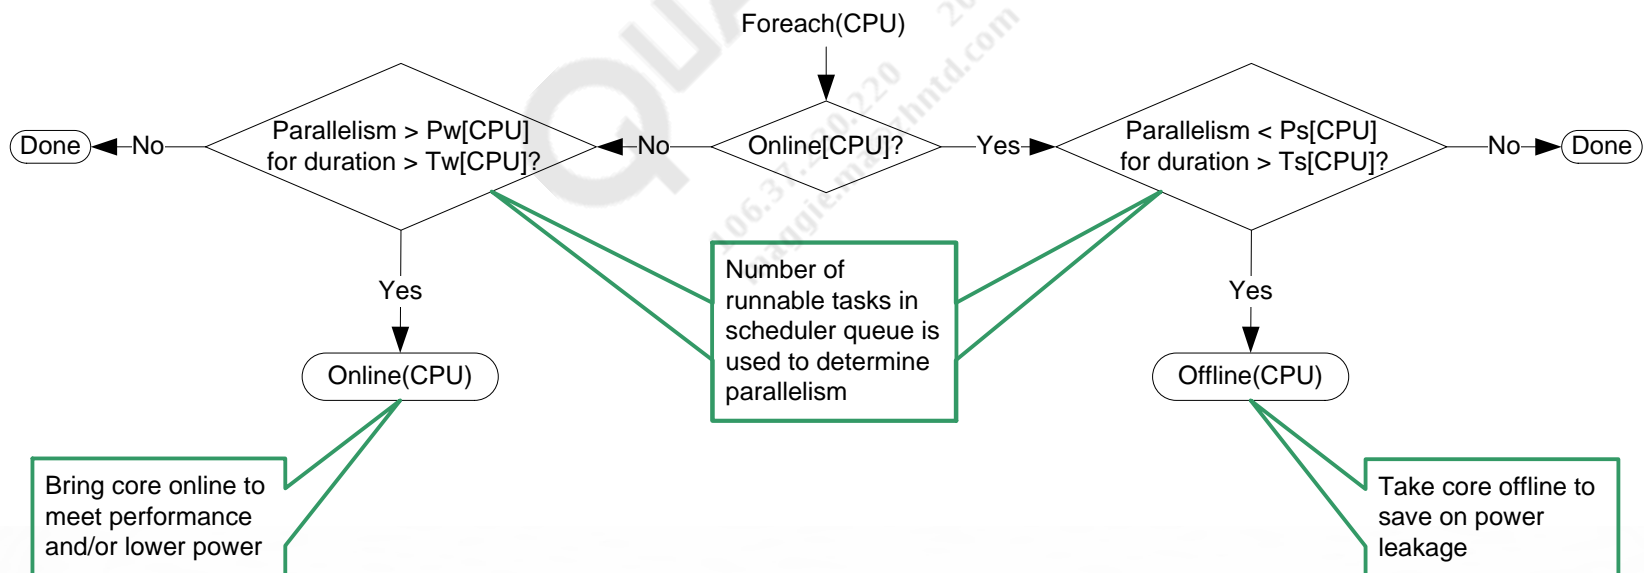 Foreach(CPU)
Done
No
Parallelism > Pw[CPU]
for duration > Tw[CPU]?
No
Online[CPU]?
Yes
Parallelism < Ps[CPU]
for duration > Ts[CPU]?
No
Done
Yes
Yes
Number of
runnable tasks in
scheduler queue is
used to determine
parallelism
Online(CPU)
Offline(CPU)
Bring core online to
meet performance
and/or lower power
Take core offline to
save on power
leakage